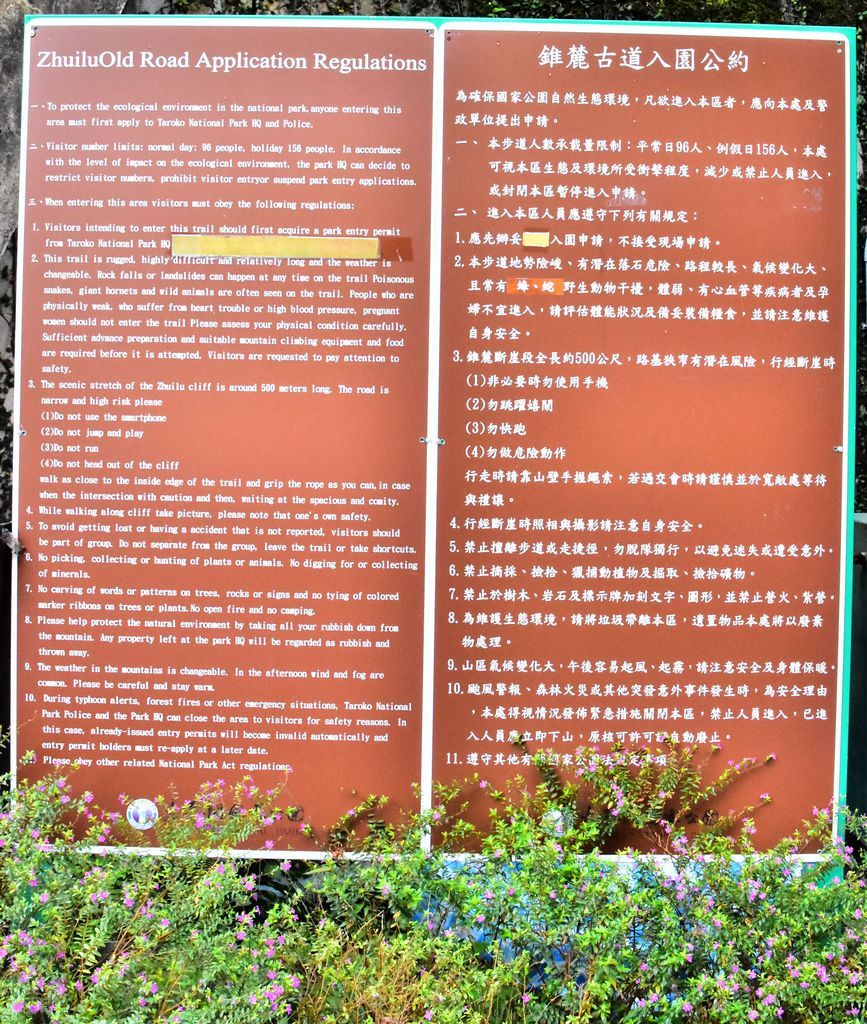 ZhuiluOld Road Application Regulations
一、To protect the ecological environment in the national park,anyone entering this
area must first apply to Taroko National Park HQ and Police.
二、Visitor number limits: normal day: 96 people, holiday 156 people. In accordance
with the level of impact on the ecological environment, the park HQ can decide to
restrict visitor numbers, prohibit visitor entryor suspend park entry applications.
三、When entering this area visitors must obey the following regulations:
1. Visitors intending to enter this trail should first acquire a park entry permit
from Taroko National Park HQ
2. This trail is rugged, highly difficult and relatively long and the weather is
changeable. Rock falls or landslides can happen at any time on the trail Poisonous
snakes, giant hornets and wild animals are often seen on the trail. People who are
physically weak, who suffer from heart trouble or high blood pressure, pregnant
women should not enter the trail Please assess your physical condition carefully.
Sufficient advance preparation and suitable mountain climbing equipment and food
are required before it is attempted. Visitors are requested to pay attention to
safety.
3. The scenic stretch of the Zhuilu cliff is around 500 meters long. The road is
narrow and high risk please
(1)Do not use the smartphone
(2)Do not jump and play
(3)Do not run
(4)Do not head out of the cliff
walk as close to the inside edge of the trail and grip the rope as you can, in case
when the intersection with caution and then, waiting at the spacious and comity.
4. While walking along cliff take picture, please note that one's own safety.
5. To avoid getting lost or having a accident that is not reported, visitors should
be part of group. Do not separate from the group, leave the trail or take shortcuts.
6. No picking, collecting or hunting of plants or animals. No digging for or collecting
of minerals.
7. No carving of words or patterns on trees, rocks or signs and no tying of colored
marker ribbons on trees or plants.No open fire and no camping.
8. Please help protect the natural environment by taking all your rubbish down from
the mountain. Any property left at the park HQ will be regarded as rubbish and
thrown away.
9. The weather in the mountains is changeable. In the afternoon wind and fog are
common. Please be careful and stay warm.
10. During typhoon alerts, forest fires or other emergency situations, Taroko National
Park Police and the Park HQ can close the area to visitors for safety reasons. In
this case, already-issued entry permits will become invalid automatically and
entry permit holders must re-apply at a later date.
Please obey other related National Park Act regulations.
PARK
錐麓古道入園公約
為確保國家公園自然生態環境，凡欲進入本區者，應向本處及警
政單位提出申請。
一、 本步道人數承載量限制：平常日96人、例假日156人，本處
可視本區生態及環境所受衝擊程度，減少或禁止人員進入，
或封閉本區暫停進入申請。
二、 進入本區人員應遵守下列有關規定：
1.應先辦妥 入園申請，不接受現場申請。
2.本步道地勢險峻、有潛在落石危險、路程較長、氣候變化大、
且常有 蜂、蛇 野生動物干擾，體弱、有心血管等疾病者及孕
婦不宜進入，請評估體能狀況及備妥裝備糧食，並請注意維護
自身安全。
3.錐麓斷崖段全長約500公尺，路基狹窄有潛在風險，行經斷崖時
(1)非必要時勿使用手機
(2)勿跳躍嬉鬧
(3)勿快跑
(4)勿做危險動作
行走時請靠山壁手握繩索，若遇交會時請謹慎並於寬敞處等待
與禮讓。
4.行經斷崖時照相與攝影請注意自身安全。
5.禁止擅離步道或走捷徑，勿脫隊獨行，以避免迷失或遭受意外。
6.禁止摘採、撿拾、獵捕動植物及掘取、撿拾礦物。
7.禁止於樹木、岩石及標示牌加刻文字、圖形，並禁止營火、紮營。
8.為維護生態環境，請將垃圾帶離本區，遺置物品本處將以廢棄
物處理。
9.山區氣候變化大，午後容易起風、起霧，請注意安全及身體保暖。
10.颱風警報、森林火災或其他突發意外事件發生時，為安全理由
，本處得視情況發佈緊急措施關閉本區，禁止人員進入，已進
入人員應立即下山，原核可許可證自動廢止。
11.遵守其他有關國家公園法規定事項